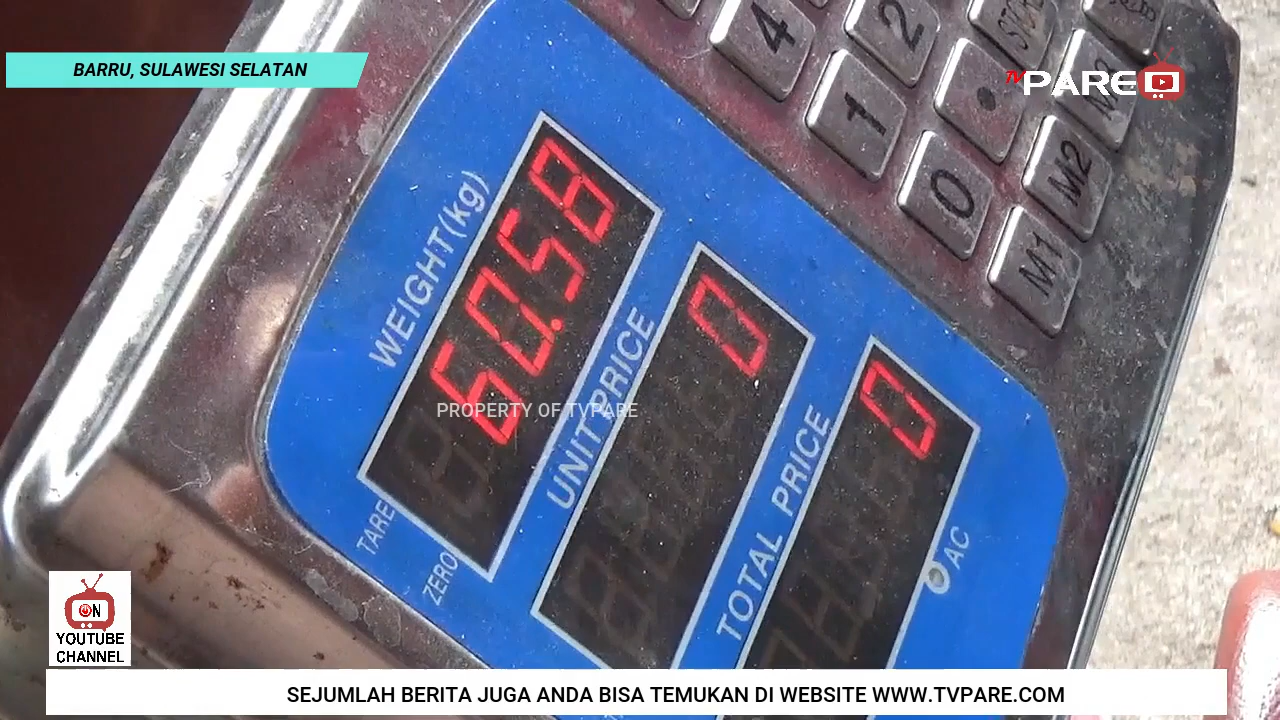 BARRU, SULAWESI SELATAN
TVPARE
4
2
1
.
0
M2
M1
WEIGHT(kg)
60.58
UNIT PRICE
0
TOTAL PRICE
0
TARE
ZERO
AC
PROPERTY OF TVPARE
ON
YOUTUBE
CHANNEL
SEJUMLAH BERITA JUGA ANDA BISA TEMUKAN DI WEBSITE WWW.TVPARE.COM